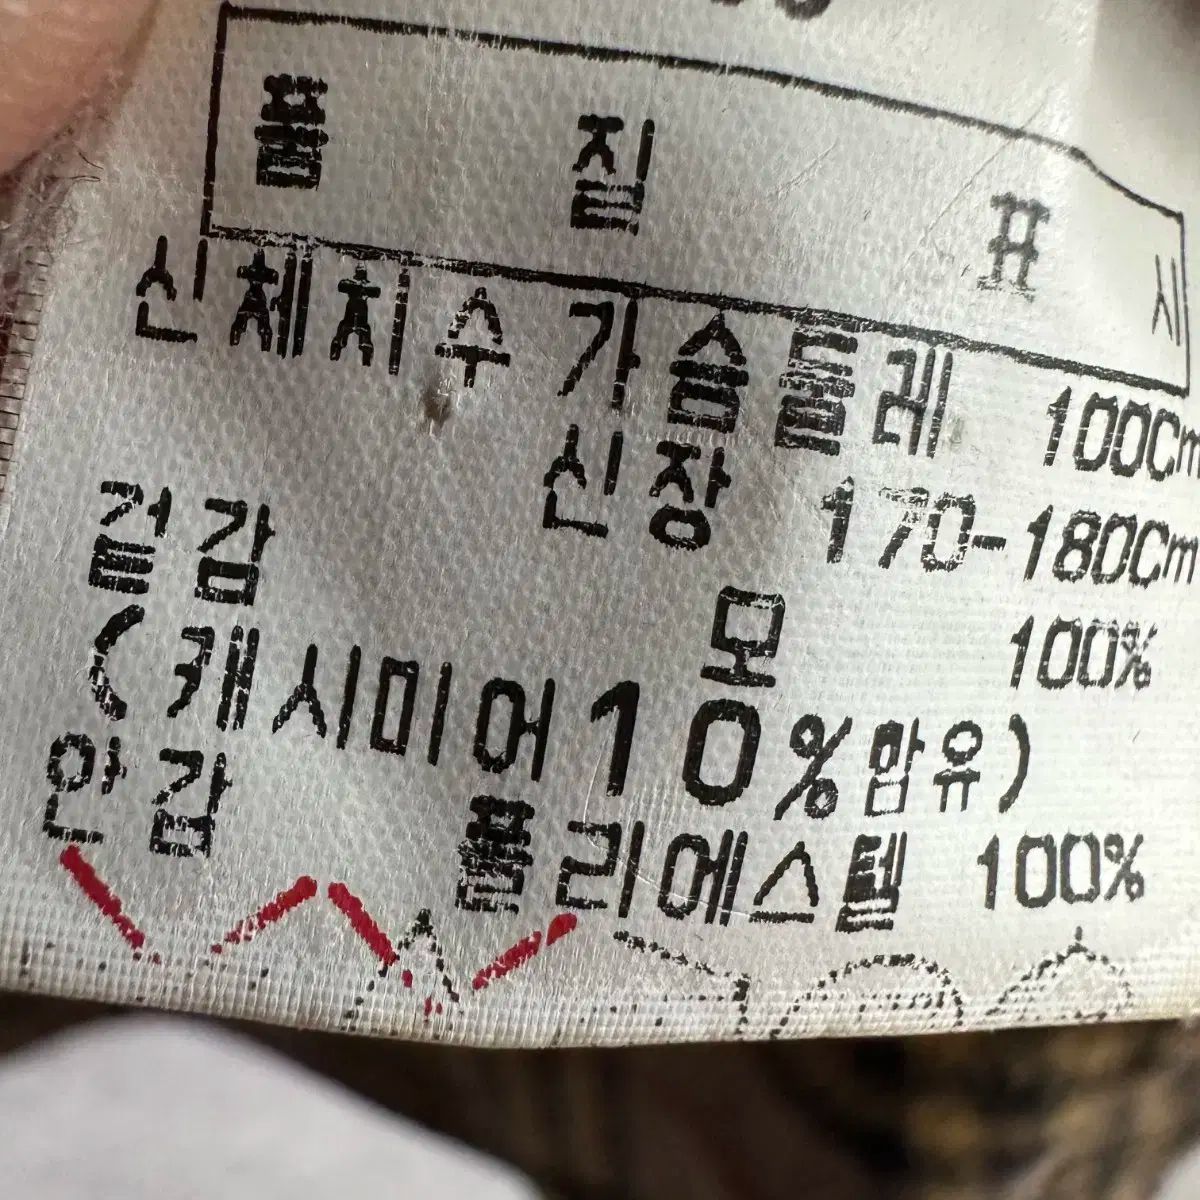 품 질 표 시
신체치수 가슴둘레 100Cm
신장 170-180Cm
겉감 모 100%
(캐시미어10%함유)
안감 폴리에스텔 100%